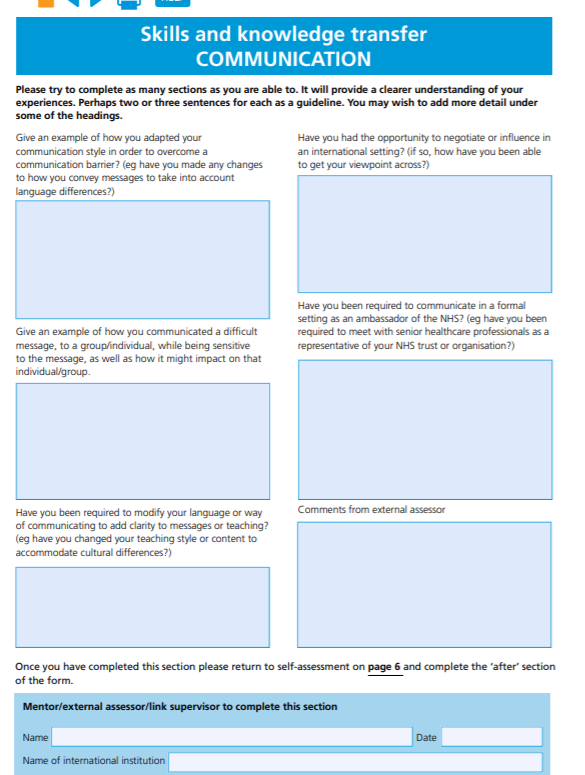 Skills and knowledge transfer
COMMUNICATION
Please try to complete as many sections as you are able to. It will provide a clearer understanding of your
experiences. Perhaps two or three sentences for each as a guideline. You may wish to add more detail under
some of the headings.
Give an example of how you adapted your
communication style in order to overcome a
communication barrier? (eg have you made any changes
to how you convey messages to take into account
language differences?)
Give an example of how you communicated a difficult
message, to a group/individual, while being sensitive
to the message, as well as how it might impact on that
individual/group.
Have you been required to modify your language or way
of communicating to add clarity to messages or teaching?
(eg have you changed your teaching style or content to
accommodate cultural differences?)
Have you had the opportunity to negotiate or influence in
an international setting? (if so, how have you been able
to get your viewpoint across?)
Have you been required to communicate in a formal
setting as an ambassador of the NHS? (eg have you been
required to meet with senior healthcare professionals as a
representative of your NHS trust or organisation?)
Comments from external assessor
Once you have completed this section please return to self-assessment on page 6 and complete the ‘after’ section
of the form.
Mentor/external assessor/link supervisor to complete this section
Name
Date
Name of international institution